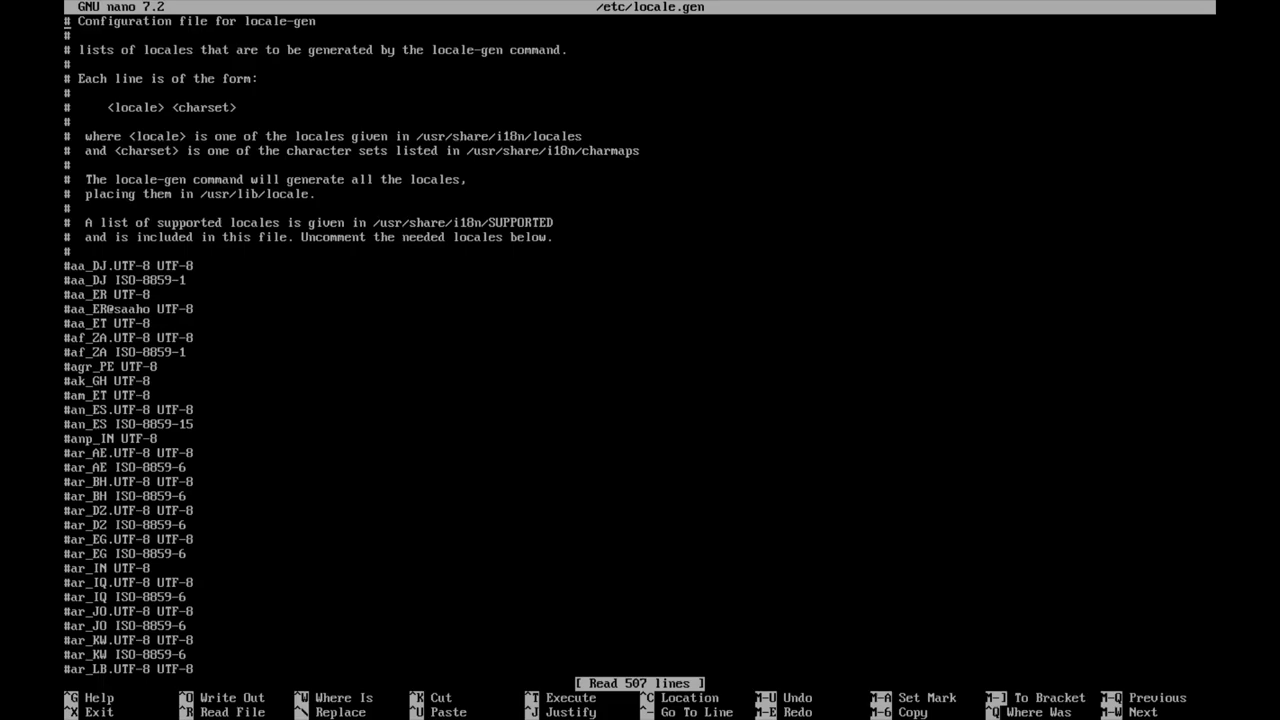 GNU nano 7.2 /etc/locale.gen
# Configuration file for locale-gen
#
# lists of locales that are to be generated by the locale-gen command.
#
# Each line is of the form:
#
#     <locale> <charset>
#
#  where <locale> is one of the locales given in /usr/share/i18n/locales
#  and <charset> is one of the character sets listed in /usr/share/i18n/charmaps
#
#  The locale-gen command will generate all the locales,
#  placing them in /usr/lib/locale.
#
#  A list of supported locales is given in /usr/share/i18n/SUPPORTED
#  and is included in this file. Uncomment the needed locales below.
#
#aa_DJ.UTF-8 UTF-8
#aa_DJ ISO-8859-1
#aa_ER UTF-8
#aa_ER@saaho UTF-8
#aa_ET UTF-8
#af_ZA.UTF-8 UTF-8
#af_ZA ISO-8859-1
#agr_PE UTF-8
#ak_GH UTF-8
#am_ET UTF-8
#an_ES.UTF-8 UTF-8
#an_ES ISO-8859-15
#anp_IN UTF-8
#ar_AE.UTF-8 UTF-8
#ar_AE ISO-8859-6
#ar_BH.UTF-8 UTF-8
#ar_BH ISO-8859-6
#ar_DZ.UTF-8 UTF-8
#ar_DZ ISO-8859-6
#ar_EG.UTF-8 UTF-8
#ar_EG ISO-8859-6
#ar_IN UTF-8
#ar_IQ.UTF-8 UTF-8
#ar_IQ ISO-8859-6
#ar_JO.UTF-8 UTF-8
#ar_JO ISO-8859-6
#ar_KW.UTF-8 UTF-8
#ar_KW ISO-8859-6
#ar_LB.UTF-8 UTF-8
[ Read 507 lines ]
^G Help ^O Write Out ^W Where Is ^K Cut ^T Execute ^C Location M-U Undo M-A Set Mark M-] To Bracket M-Q Previous
^X Exit ^R Read File ^\ Replace ^U Paste ^J Justify ^- Go To Line M-E Redo M-6 Copy ^Q Where Was M-W Next